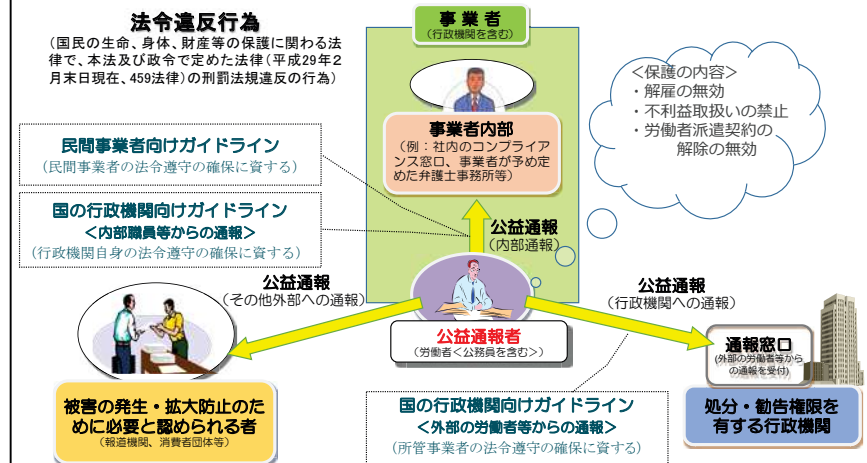 法令違反行為
(国民の生命、身体、財産等の保護に関わる法
律で、本法及び政令で定めた法律(平成29年2
月末日現在、459法律)の刑罰法規違反の行為)
事業者
(行政機関を含む)
<保護の内容>
・解雇の無効
・不利益取扱いの禁止
・労働者派遣契約の
解除の無効
事業者内部
(例:社内のコンプライア
ンス窓口、事業者が予め定
めた弁護士事務所等)
民間事業者向けガイドライン
(民間事業者の法令遵守の確保に資する)
国の行政機関向けガイドライン
<内部職員等からの通報>
(行政機関自身の法令遵守の確保に資する)
公益通報
(内部通報)
公益通報
(その他外部への通報)
公益通報
(行政機関への通報)
公益通報者
(労働者<公務員を含む>)
通報窓口
(外部の労働者等から
の通報を受付)
被害の発生・拡大防止のた
めに必要と認められる者
(報道機関、消費者団体等)
国の行政機関向けガイドライン
<外部の労働者等からの通報>
(所管事業者の法令遵守の確保に資する)
処分・勧告権限を
有する行政機関